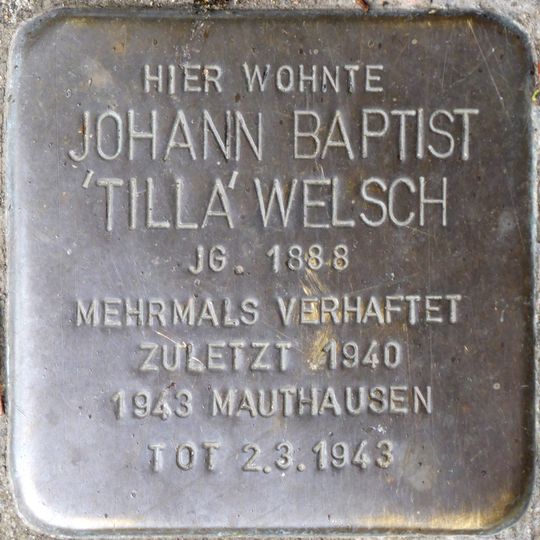 HIER WOHNTE
JOHANN BAPTIST
'TILLA' WELSCH
JG. 1888
MEHRMALS VERHAFTET
ZULETZT 1940
1943 MAUTHAUSEN
TOT 2.3.1943